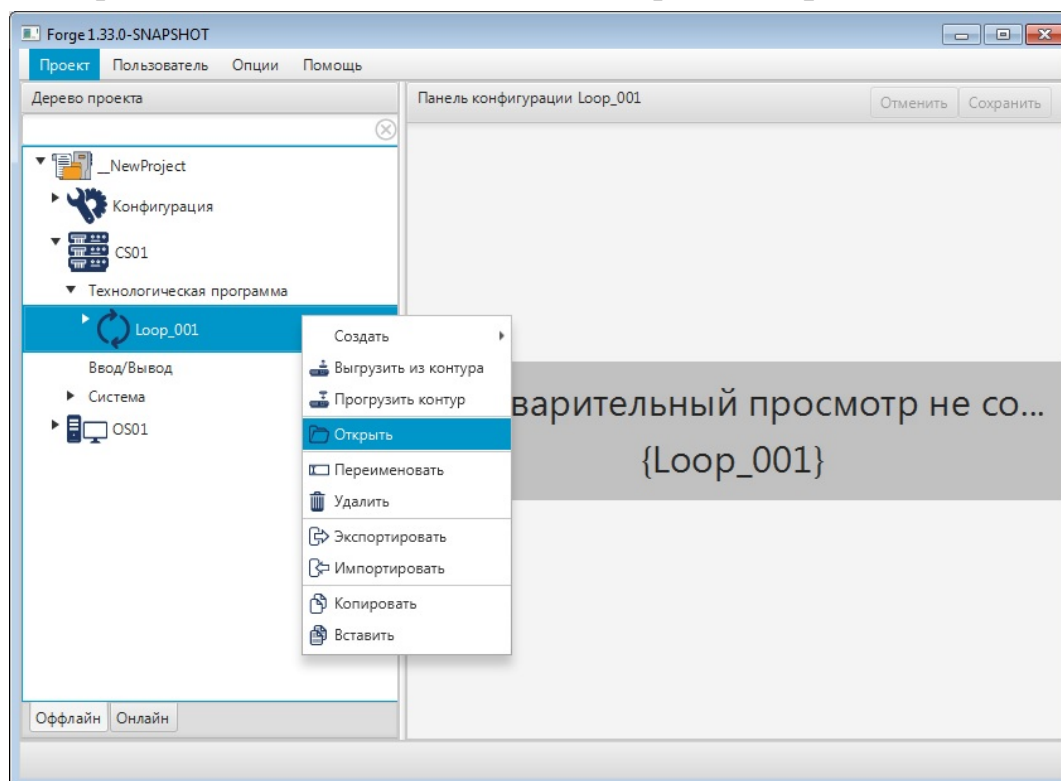 Forge 1.33.0-SNAPSHOT
Проект Пользователь Опции Помощь
Дерево проекта
Панель конфигурации Loop_001
Отменить Сохранить
__NewProject
Конфигурация
CS01
Технологическая программа
Loop_001
Ввод/Вывод
Система
OS01
Создать
Выгрузить из контура
Прогрузить контур
Открыть
Переименовать
Удалить
Экспортировать
Импортировать
Копировать
Вставить
варительный просмотр не со...
{Loop_001}
Оффлайн Онлайн